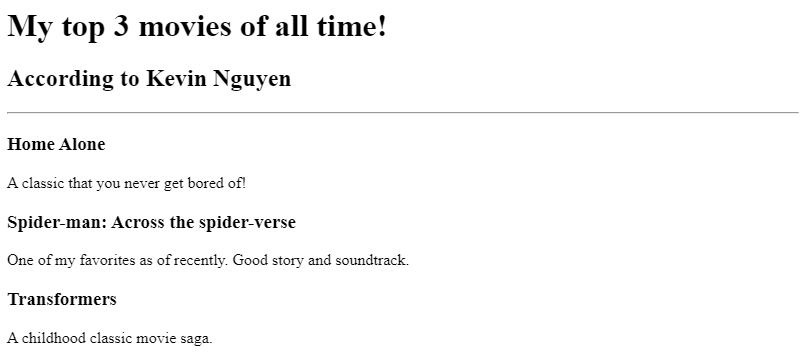 My top 3 movies of all time!
According to Kevin Nguyen
Home Alone
A classic that you never get bored of!
Spider-man: Across the spider-verse
One of my favorites as of recently. Good story and soundtrack.
Transformers
A childhood classic movie saga.